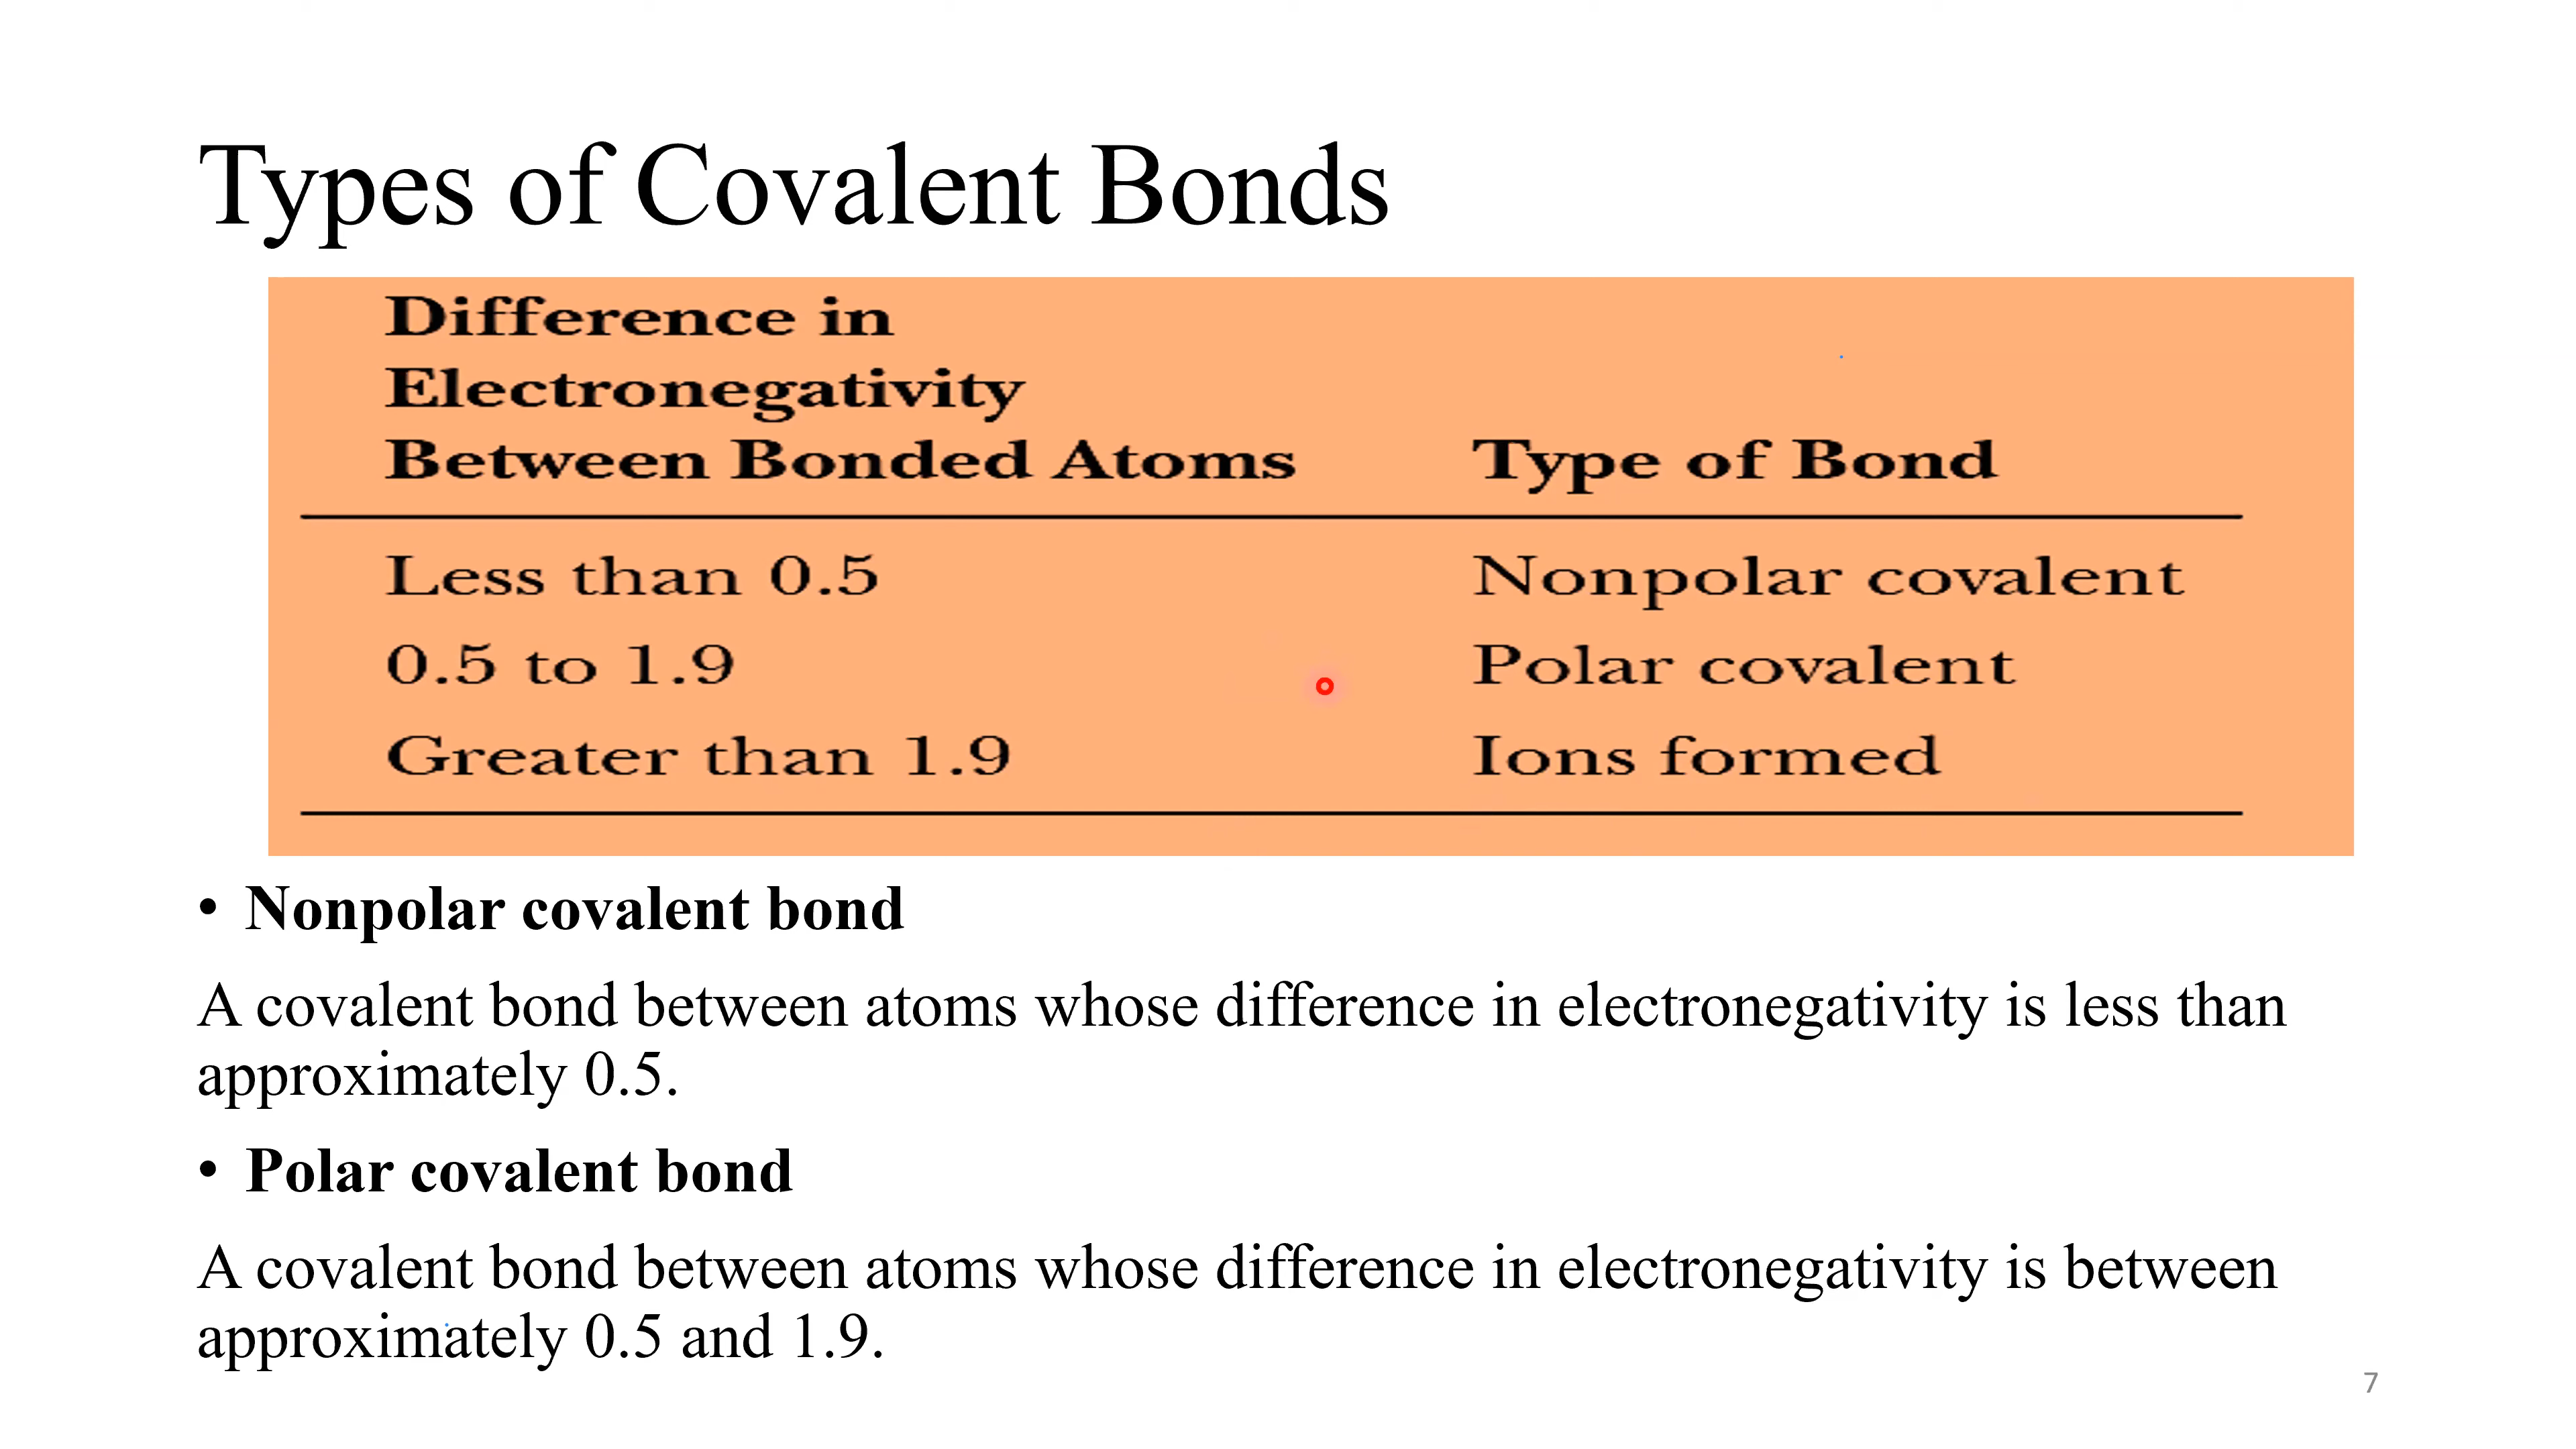 Types of Covalent Bonds
Difference in
Electronegativity
Between Bonded Atoms Type of Bond
Less than 0.5 Nonpolar covalent
0.5 to 1.9 Polar covalent
Greater than 1.9 Ions formed
• Nonpolar covalent bond
A covalent bond between atoms whose difference in electronegativity is less than
approximately 0.5.
• Polar covalent bond
A covalent bond between atoms whose difference in electronegativity is between
approximately 0.5 and 1.9.
7